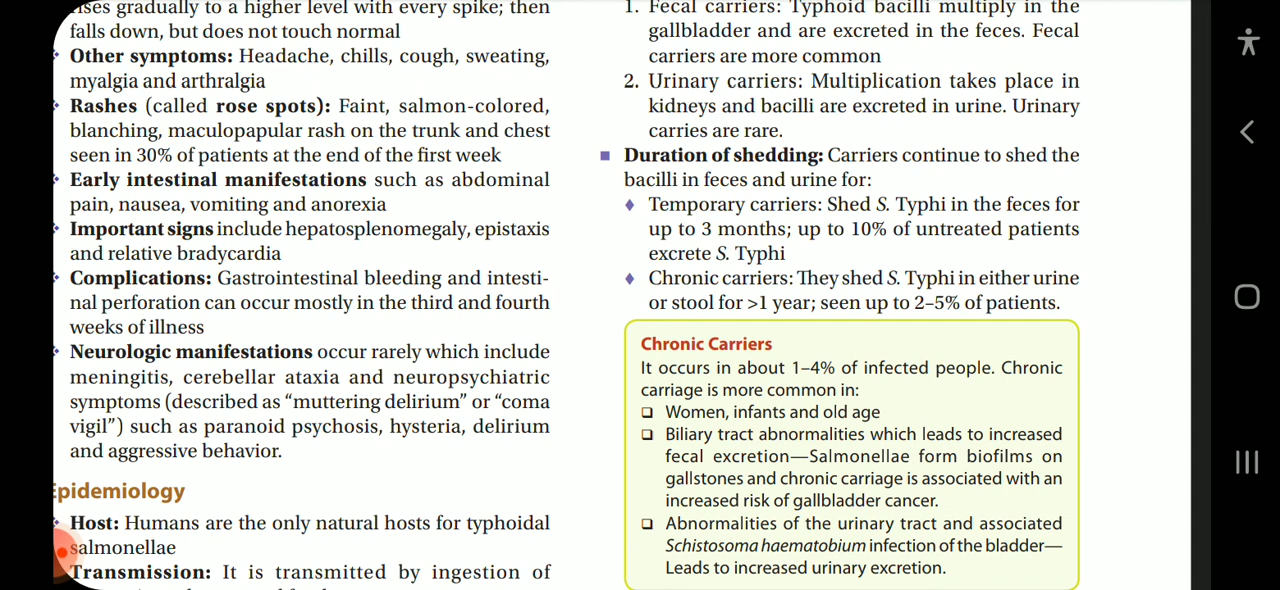 falls down, but does not touch normal
Other symptoms: Headache, chills, cough, sweating,
myalgia and arthralgia
Rashes (called rose spots): Faint, salmon-colored,
blanching, maculopapular rash on the trunk and chest
seen in 30% of patients at the end of the first week
Early intestinal manifestations such as abdominal
pain, nausea, vomiting and anorexia
Important signs include hepatosplenomegaly, epistaxis
and relative bradycardia
Complications: Gastrointestinal bleeding and intesti-
nal perforation can occur mostly in the third and fourth
weeks of illness
Neurologic manifestations occur rarely which include
meningitis, cerebellar ataxia and neuropsychiatric
symptoms (described as “muttering delirium” or “coma
vigil”) such as paranoid psychosis, hysteria, delirium
and aggressive behavior.
Epidemiology
Host: Humans are the only natural hosts for typhoidal
salmonellae
Transmission: It is transmitted by ingestion of
1. Fecal carriers: Typhoid bacilli multiply in the
gallbladder and are excreted in the feces. Fecal
carriers are more common
2. Urinary carriers: Multiplication takes place in
kidneys and bacilli are excreted in urine. Urinary
carries are rare.
■ Duration of shedding: Carriers continue to shed the
bacilli in feces and urine for:
♦ Temporary carriers: Shed S. Typhi in the feces for
up to 3 months; up to 10% of untreated patients
excrete S. Typhi
♦ Chronic carriers: They shed S. Typhi in either urine
or stool for >1 year; seen up to 2–5% of patients.
Chronic Carriers
It occurs in about 1–4% of infected people. Chronic
carriage is more common in:
❑ Women, infants and old age
❑ Biliary tract abnormalities which leads to increased
fecal excretion—Salmonellae form biofilms on
gallstones and chronic carriage is associated with an
increased risk of gallbladder cancer.
❑ Abnormalities of the urinary tract and associated
Schistosoma haematobium infection of the bladder—
Leads to increased urinary excretion.